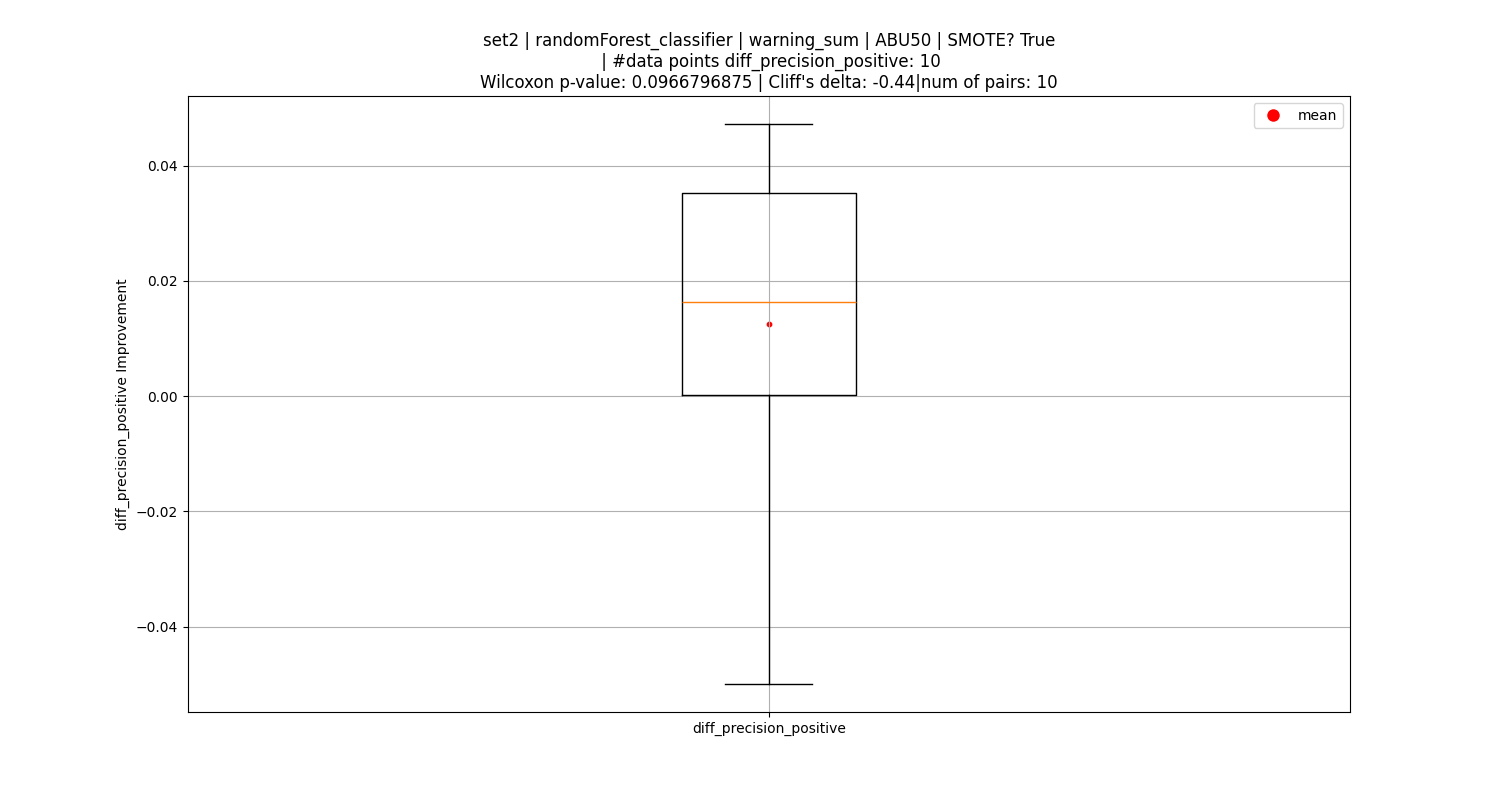 set2 | randomForest_classifier | warning_sum | ABU50 | SMOTE? True
| #data points diff_precision_positive: 10
Wilcoxon p-value: 0.0966796875 | Cliff's delta: -0.44|num of pairs: 10
mean
0.04
0.02
0.00
−0.02
−0.04
diff_precision_positive Improvement
diff_precision_positive